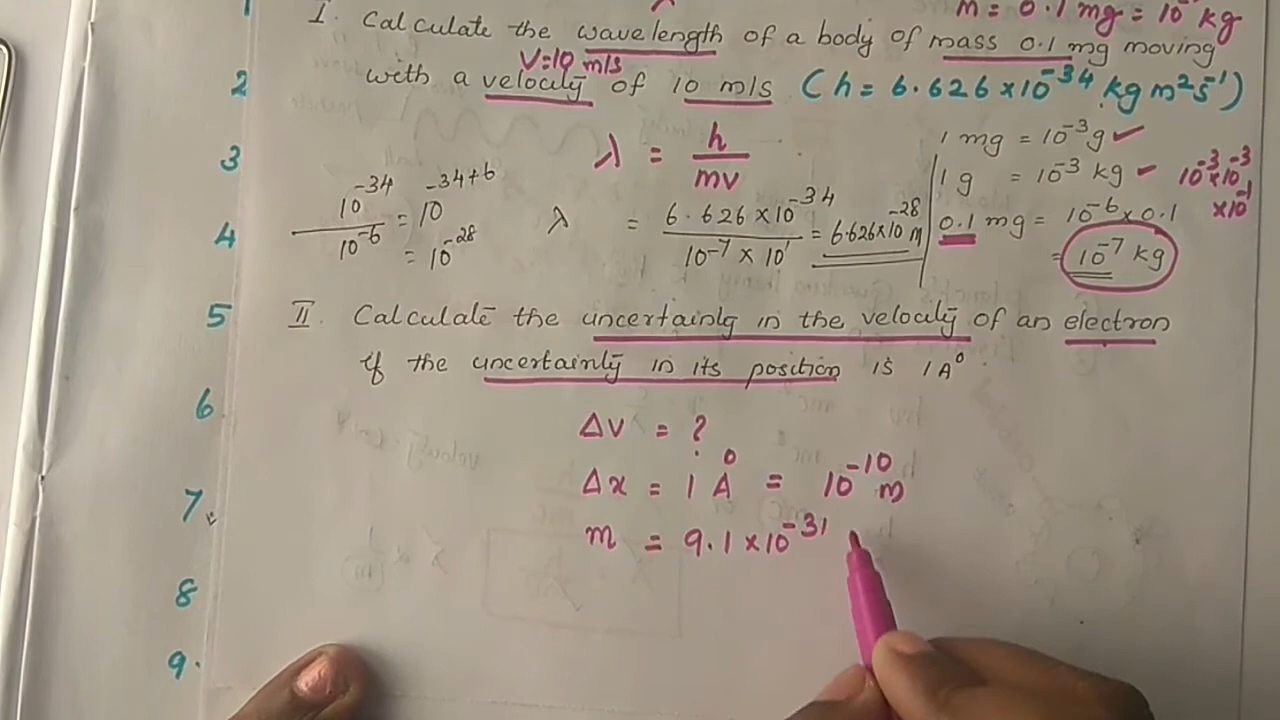 m = 0.1 mg = 10 kg
I. Calculate the wavelength of a body of mass 0.1 mg moving
V=10 m/s
with a velocity of 10 m/s (h = 6.626×10⁻³⁴ kg m²s⁻¹)
λ = h/mv
1 mg = 10⁻³g ✓
1 g = 10⁻³ kg ✓ 10⁻³×10⁻³
×10⁻¹
10⁻³⁴/10⁻⁶ = 10⁻³⁴⁺⁶
= 10⁻²⁸
λ = 6.626×10⁻³⁴/10⁻⁷×10¹ = 6.626×10⁻²⁸ m
0.1 mg = 10⁻⁶×0.1
= 10⁻⁷ kg
II. Calculate the uncertainty in the velocity of an electron
if the uncertainty in its position is 1A⁰
Δv = ?
Δx = 1 Å = 10⁻¹⁰ m
m = 9.1×10⁻³¹
1
2
3
4
5
6
7
8
9.